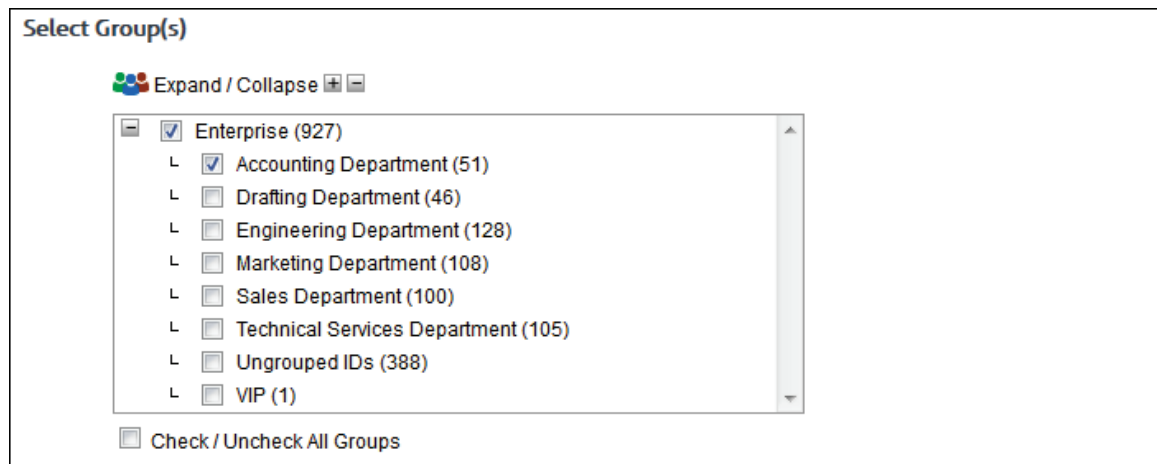 Select Group(s)
Expand / Collapse
Enterprise (927)
Accounting Department (51)
Drafting Department (46)
Engineering Department (128)
Marketing Department (108)
Sales Department (100)
Technical Services Department (105)
Ungrouped IDs (388)
VIP (1)
Check / Uncheck All Groups